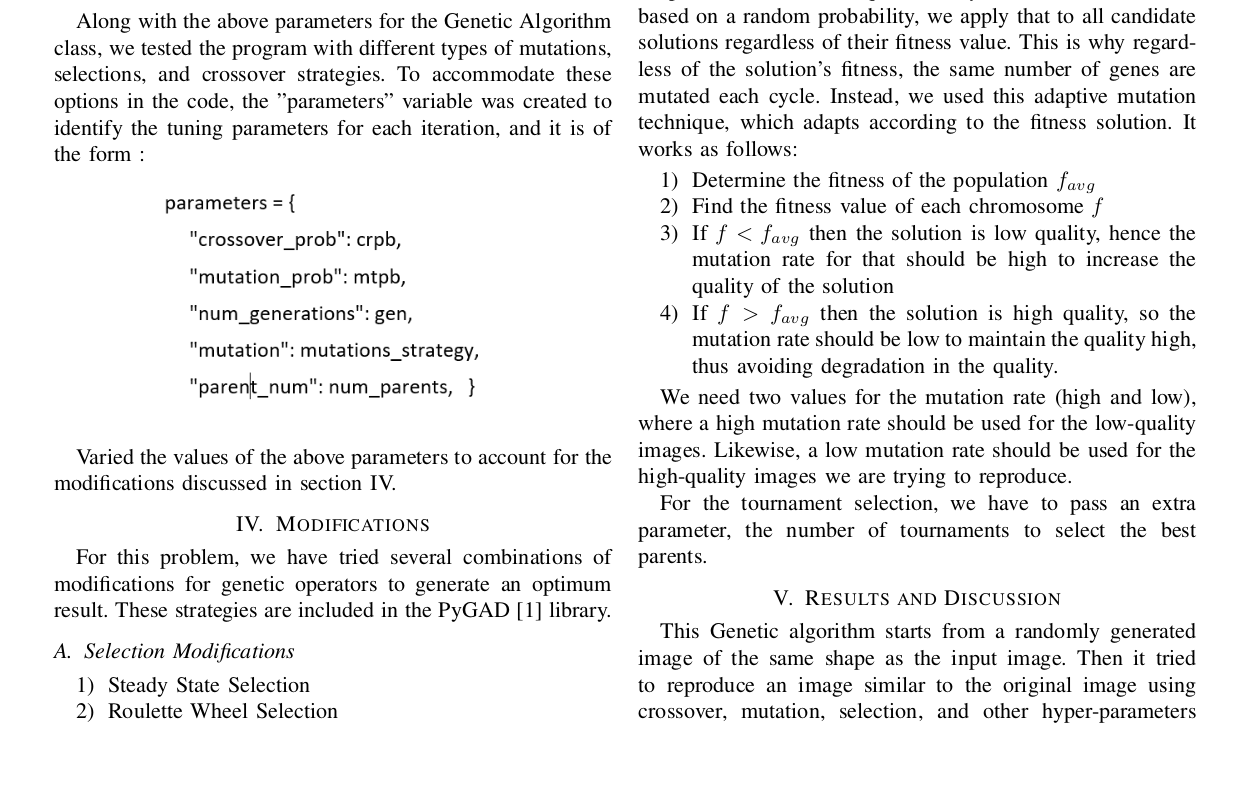 Along with the above parameters for the Genetic Algorithm
class, we tested the program with different types of mutations,
selections, and crossover strategies. To accommodate these
options in the code, the ”parameters” variable was created to
identify the tuning parameters for each iteration, and it is of
the form :
parameters = {
"crossover_prob": crpb,
"mutation_prob": mtpb,
"num_generations": gen,
"mutation": mutations_strategy,
"parent_num": num_parents, }
Varied the values of the above parameters to account for the
modifications discussed in section IV.
IV. MODIFICATIONS
For this problem, we have tried several combinations of
modifications for genetic operators to generate an optimum
result. These strategies are included in the PyGAD [1] library.
A. Selection Modifications
1) Steady State Selection
2) Roulette Wheel Selection
based on a random probability, we apply that to all candidate
solutions regardless of their fitness value. This is why regard-
less of the solution’s fitness, the same number of genes are
mutated each cycle. Instead, we used this adaptive mutation
technique, which adapts according to the fitness solution. It
works as follows:
1) Determine the fitness of the population f_avg
2) Find the fitness value of each chromosome f
3) If f < f_avg then the solution is low quality, hence the
mutation rate for that should be high to increase the
quality of the solution
4) If f > f_avg then the solution is high quality, so the
mutation rate should be low to maintain the quality high,
thus avoiding degradation in the quality.
We need two values for the mutation rate (high and low),
where a high mutation rate should be used for the low-quality
images. Likewise, a low mutation rate should be used for the
high-quality images we are trying to reproduce.
For the tournament selection, we have to pass an extra
parameter, the number of tournaments to select the best
parents.
V. RESULTS AND DISCUSSION
This Genetic algorithm starts from a randomly generated
image of the same shape as the input image. Then it tried
to reproduce an image similar to the original image using
crossover, mutation, selection, and other hyper-parameters